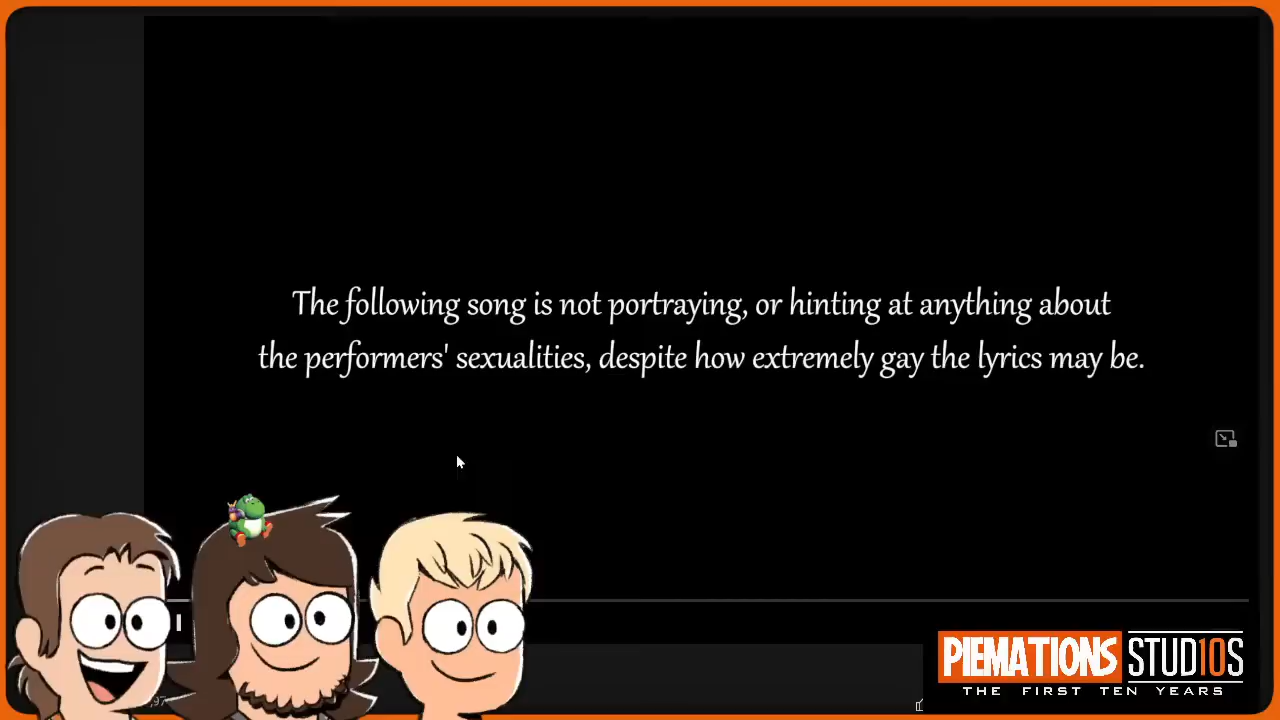 The following song is not portraying, or hinting at anything about
the performers' sexualities, despite how extremely gay the lyrics may be.
PIEMATIONS STUD10S
THE FIRST TEN YEARS